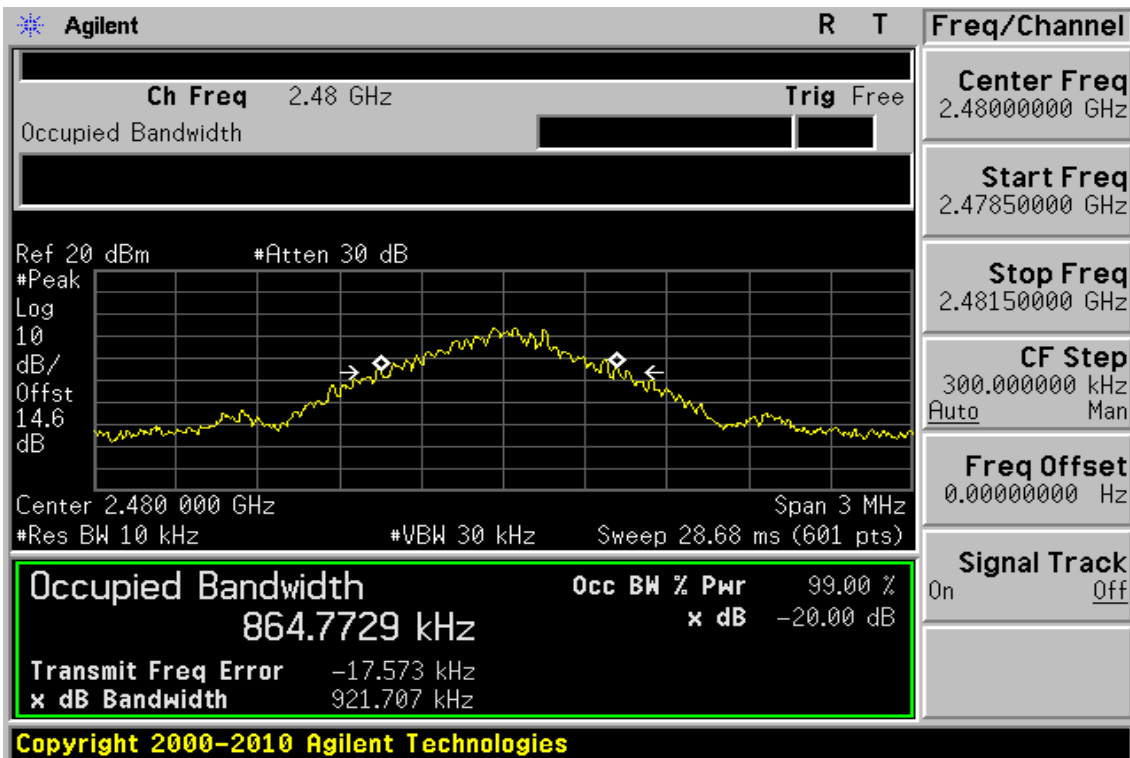 Agilent R T
Ch Freq 2.48 GHz Trig Free
Occupied Bandwidth
Ref 20 dBm #Atten 30 dB
#Peak
Log
10
dB/
Offst
14.6
dB
Center 2.480 000 GHz Span 3 MHz
#Res BW 10 kHz #VBW 30 kHz Sweep 28.68 ms (601 pts)
Occupied Bandwidth Occ BW % Pwr 99.00 %
864.7729 kHz x dB -20.00 dB
Transmit Freq Error -17.573 kHz
x dB Bandwidth 921.707 kHz
Copyright 2000-2010 Agilent Technologies
Freq/Channel
Center Freq
2.48000000 GHz
Start Freq
2.47850000 GHz
Stop Freq
2.48150000 GHz
CF Step
300.000000 kHz
Auto Man
Freq Offset
0.00000000 Hz
Signal Track
On Off